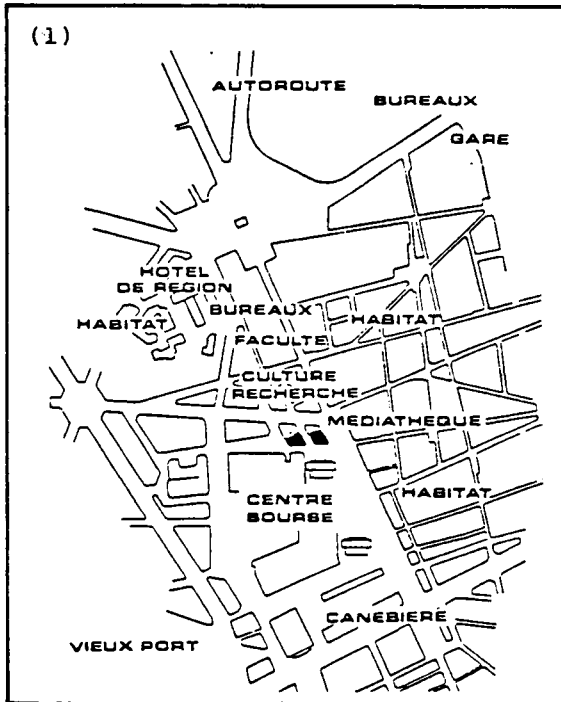 (1)
AUTOROUTE
BUREAUX
GARE
HOTEL
DE REGION
BUREAUX
HABITAT
HABITAT
FACULTE
CULTURE
RECHERCHE
MEDIATHEQUE
HABITAT
CENTRE
BOURSE
CANEBIERE
VIEUX PORT